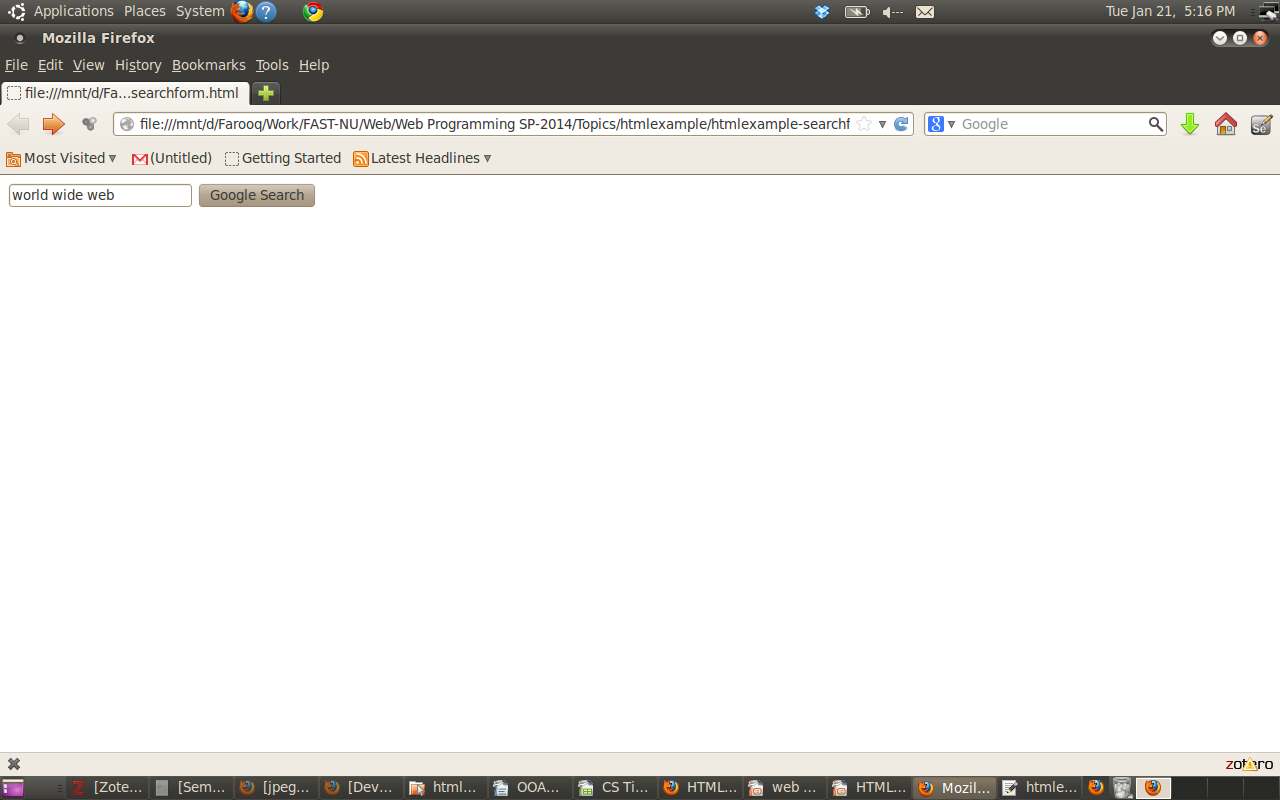 Applications Places System Tue Jan 21, 5:16 PM
Mozilla Firefox
File Edit View History Bookmarks Tools Help
file:///mnt/d/Fa...searchform.html
file:///mnt/d/Farooq/Work/FAST-NU/Web/Web Programming SP-2014/Topics/htmlexample/htmlexample-searchf Google Se
Most Visited (Untitled) Getting Started Latest Headlines
world wide web Google Search
zotero
[Zote... [Sem... [jpeg... [Dev... html... OOA... CS Ti... HTML... web ... HTML... Mozil... htmle...